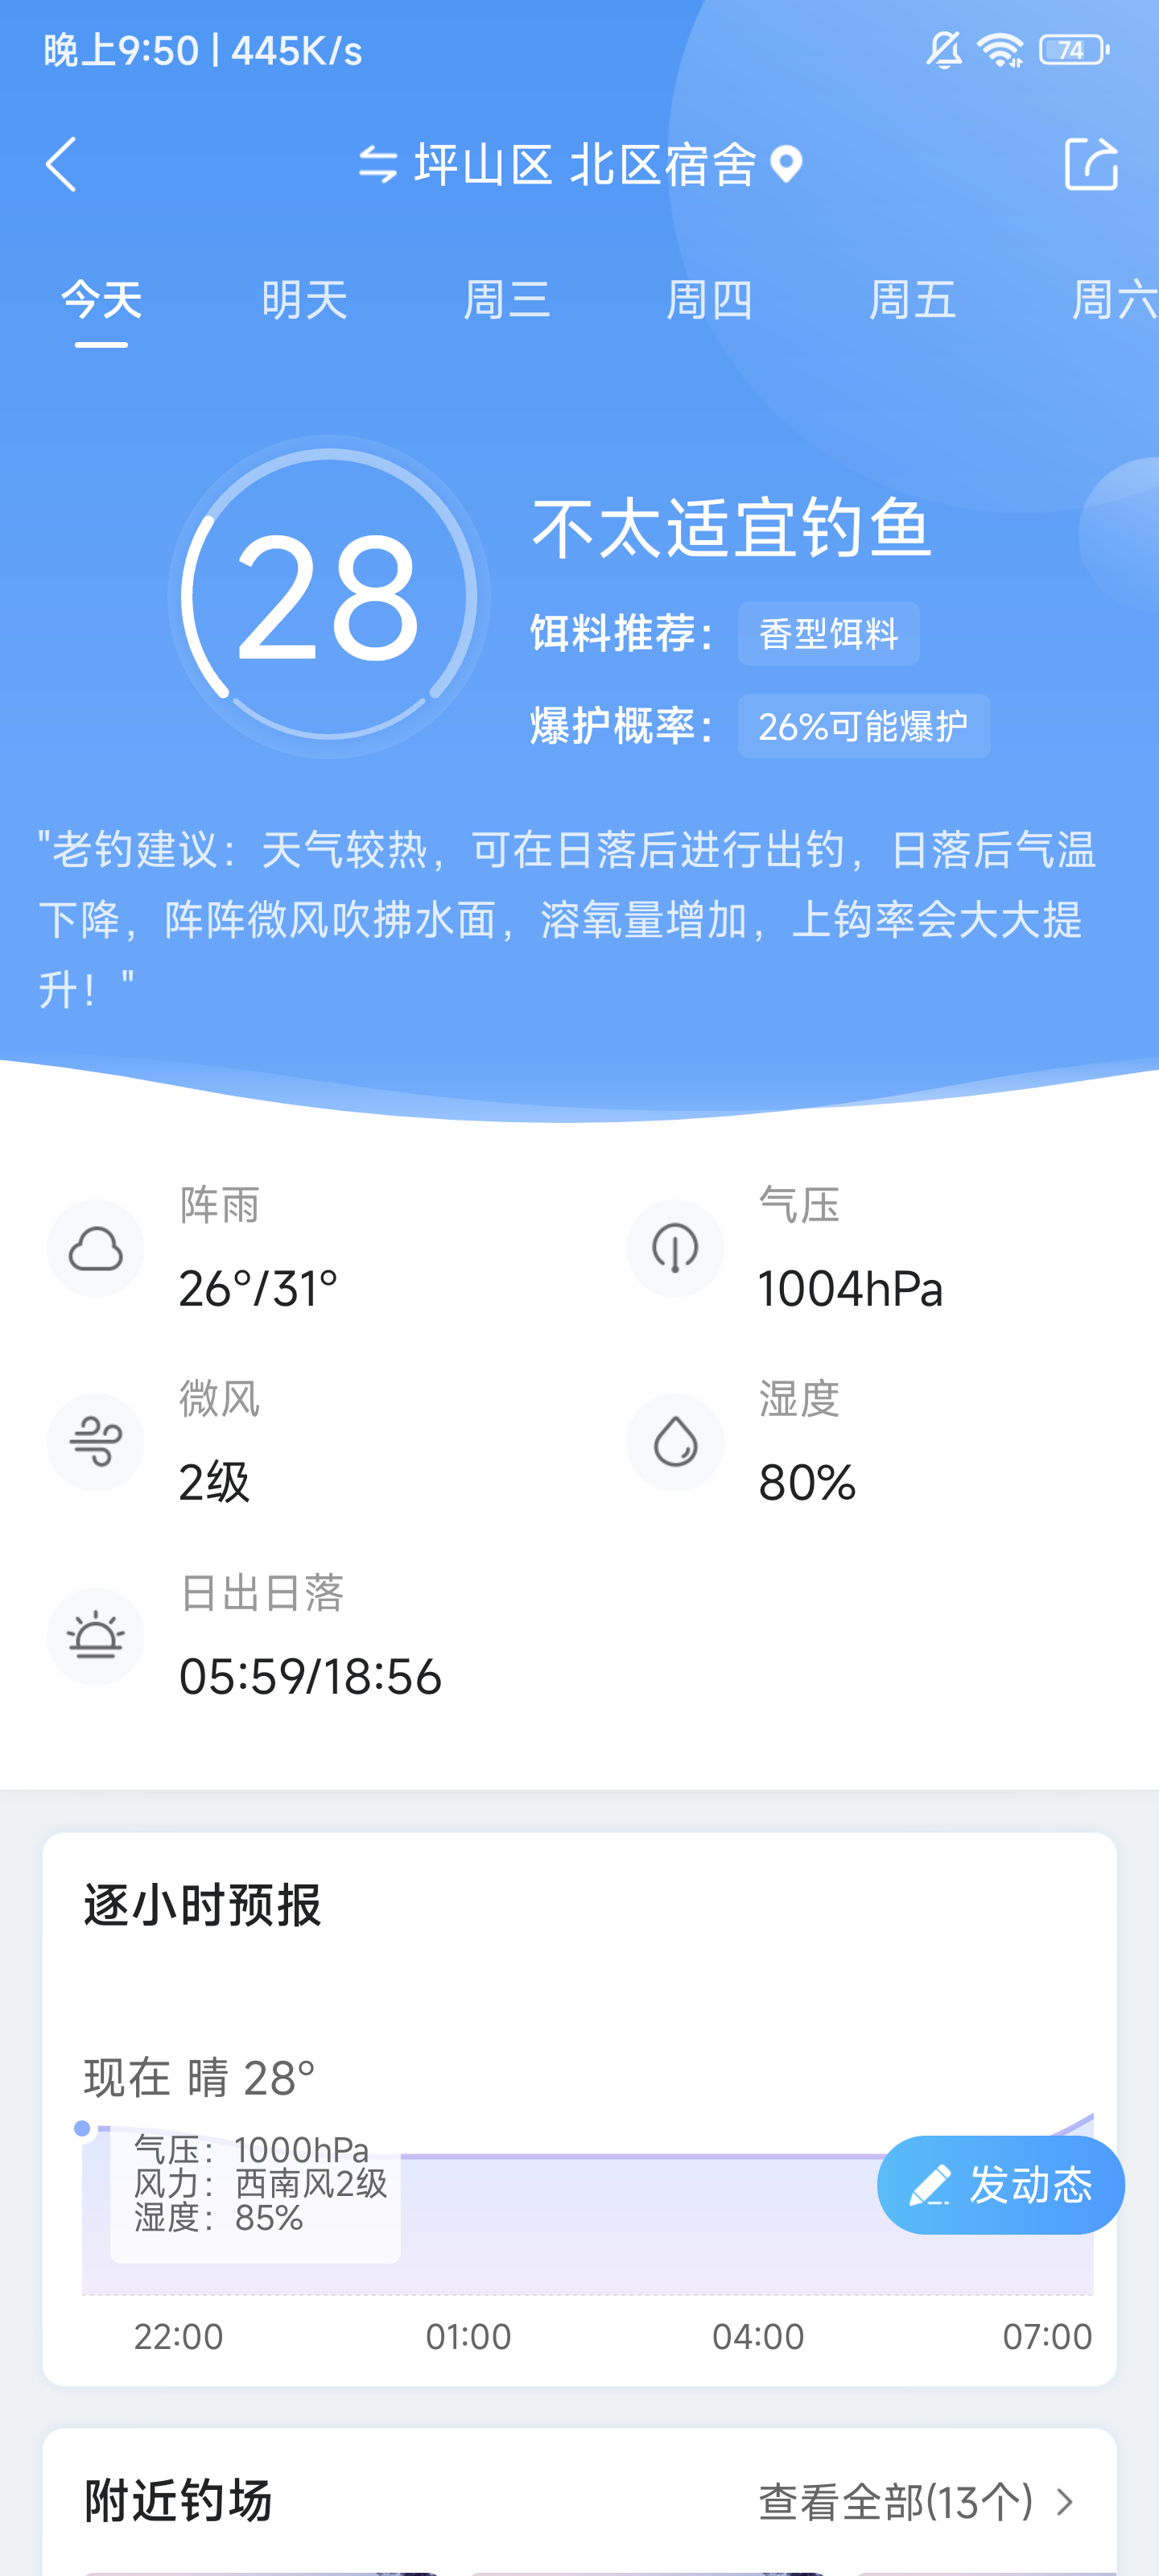 晚上9:50 | 445K/s
74
坪山区 北区宿舍
今天 明天 周三 周四 周五 周六
28
不太适宜钓鱼
饵料推荐： 香型饵料
爆护概率： 26%可能爆护
"老钓建议：天气较热，可在日落后进行出钓，日落后气温
下降，阵阵微风吹拂水面，溶氧量增加，上钩率会大大提
升！"
阵雨
26°/31°
气压
1004hPa
微风
2级
湿度
80%
日出日落
05:59/18:56
逐小时预报
现在 晴 28°
气压：1000hPa
风力：西南风2级
湿度：85%
发动态
22:00 01:00 04:00 07:00
附近钓场
查看全部(13个)